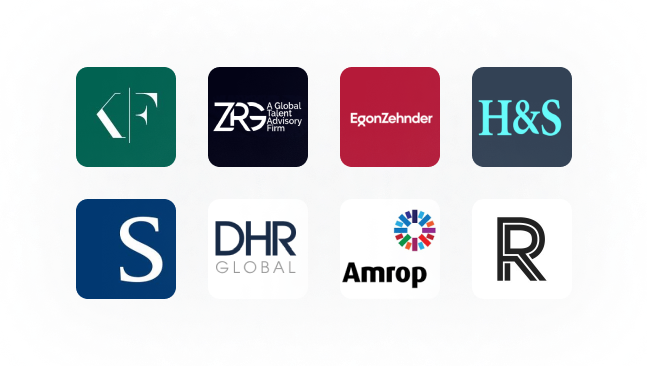 KF
ZRG
A Global
Talent
Advisory
Firm
EgonZehnder
H&S
S
DHR
GLOBAL
Amrop
R